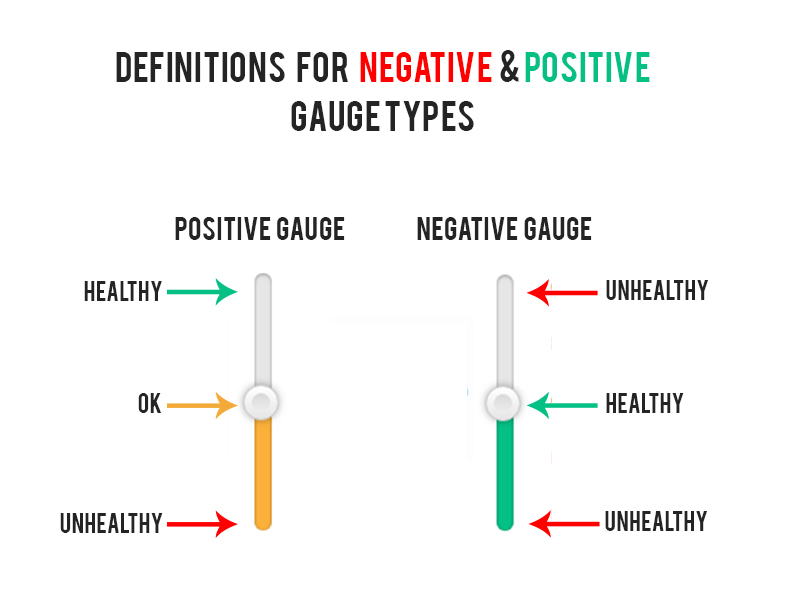 DEFINITIONS FOR NEGATIVE & POSITIVE
GAUGE TYPES
POSITIVE GAUGE
HEALTHY
OK
UNHEALTHY
NEGATIVE GAUGE
UNHEALTHY
HEALTHY
UNHEALTHY